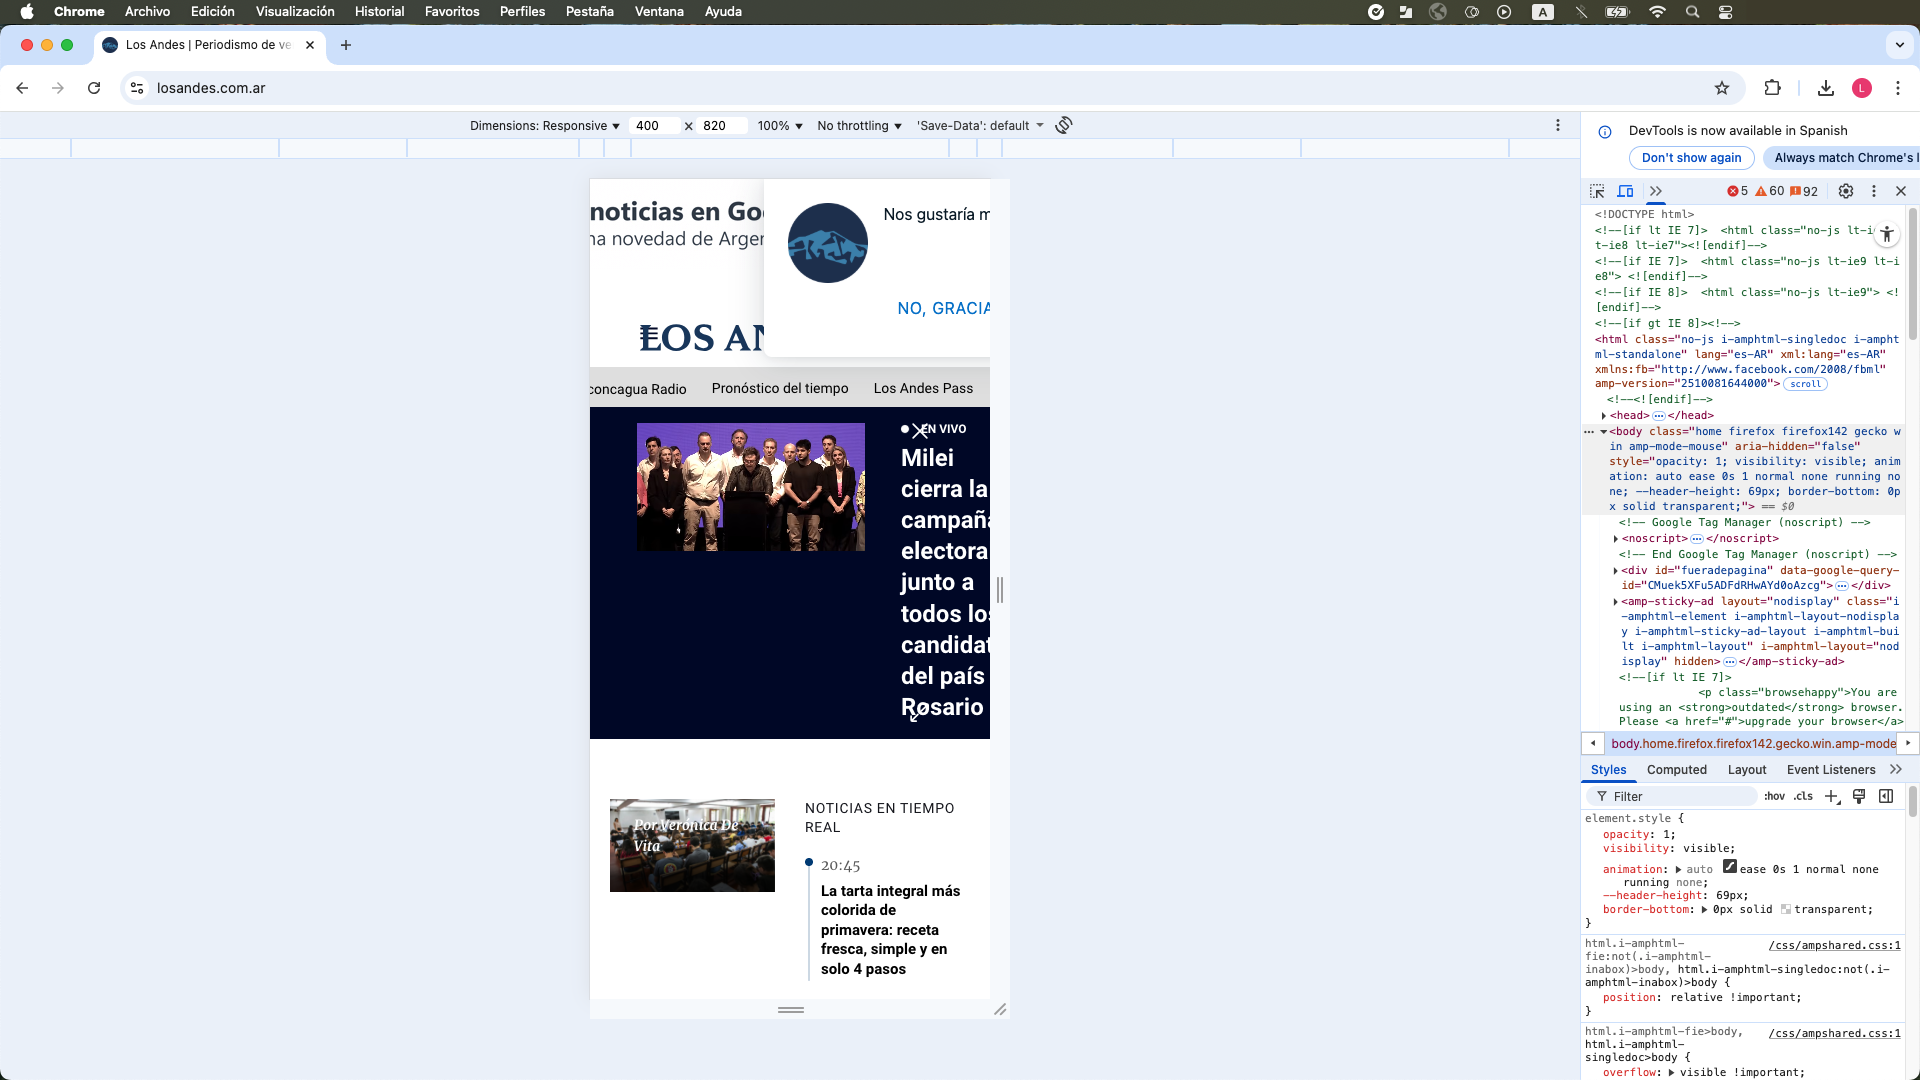 Chrome Archivo Edición Visualización Historial Favoritos Perfiles Pestaña Ventana Ayuda
A
Los Andes | Periodismo de ve
losandes.com.ar
L
Dimensions: Responsive 400 x 820 100% No throttling 'Save-Data': default
noticias en Go
na novedad de Arger
Nos gustaría m
NO, GRACIA
LOS AN
concagua Radio Pronóstico del tiempo Los Andes Pass
EN VIVO
Milei
cierra la
campaña
electora
junto a
todos los
candidat
del país
Rosario
Por Verónica De
Vita
NOTICIAS EN TIEMPO
REAL
20:45
La tarta integral más
colorida de
primavera: receta
fresca, simple y en
solo 4 pasos
DevTools is now available in Spanish
Don't show again Always match Chrome's l
5 60 92
<!DOCTYPE html>
<!--[if lt IE 7]> <html class="no-js lt-i
t-ie8 lt-ie7"><![endif]-->
<!--[if IE 7]> <html class="no-js lt-ie9 lt-i
e8"> <![endif]-->
<!--[if IE 8]> <html class="no-js lt-ie9"> <!
[endif]-->
<!--[if gt IE 8]><!-->
<html class="no-js i-amphtml-singledoc i-ampht
ml-standalone" lang="es-AR" xml:lang="es-AR"
xmlns:fb="http://www.facebook.com/2008/fbml"
amp-version="2510081644000"> scroll
<!--<![endif]-->
<head> … </head>
<body class="home firefox firefox142 gecko w
in amp-mode-mouse" aria-hidden="false"
style="opacity: 1; visibility: visible; anim
ation: auto ease 0s 1 normal none running no
ne; --header-height: 69px; border-bottom: 0p
x solid transparent;"> == $0
<!-- Google Tag Manager (noscript) -->
<noscript> … </noscript>
<!-- End Google Tag Manager (noscript) -->
<div id="fueradepagina" data-google-query-
id="CMuek5XFu5ADFdRHwAYd0oAzcg"> … </div>
<amp-sticky-ad layout="nodisplay" class="i
-amphtml-element i-amphtml-layout-nodispla
y i-amphtml-sticky-ad-layout i-amphtml-bui
lt i-amphtml-layout" i-amphtml-layout="nod
isplay" hidden> … </amp-sticky-ad>
<!--[if lt IE 7]>
<p class="browsehappy">You are
using an <strong>outdated</strong> browser.
Please <a href="#">upgrade your browser</a>
body.home.firefox.firefox142.gecko.win.amp-mode
Styles Computed Layout Event Listeners
Filter :hov .cls
element.style {
opacity: 1;
visibility: visible;
animation: auto ease 0s 1 normal none
running none;
--header-height: 69px;
border-bottom: 0px solid transparent;
}
html.i-amphtml- /css/ampshared.css:1
fie:not(.i-amphtml-
inabox)>body, html.i-amphtml-singledoc:not(.i-
amphtml-inabox)>body {
position: relative !important;
}
html.i-amphtml-fie>body, /css/ampshared.css:1
html.i-amphtml-
singledoc>body {
overflow: visible !important;